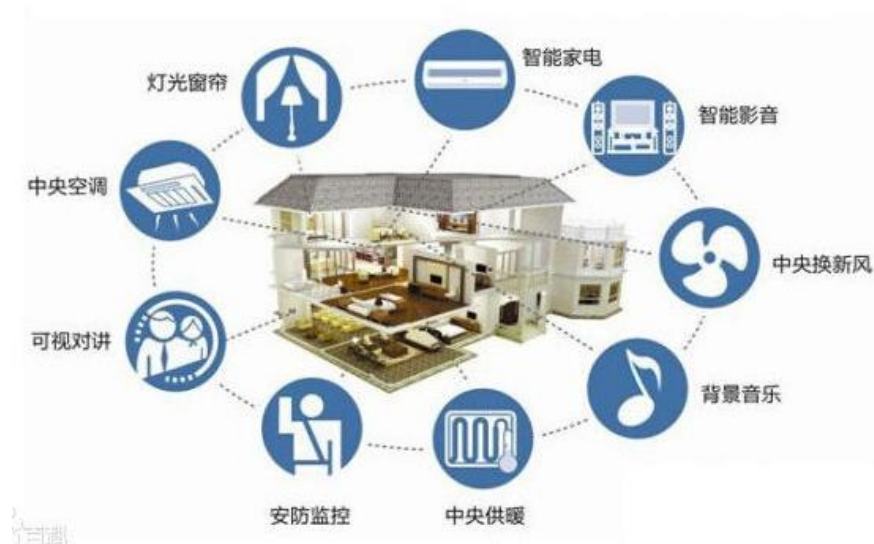 智能家电
灯光窗帘
智能影音
中央空调
中央换新风
可视对讲
背景音乐
安防监控
中央供暖